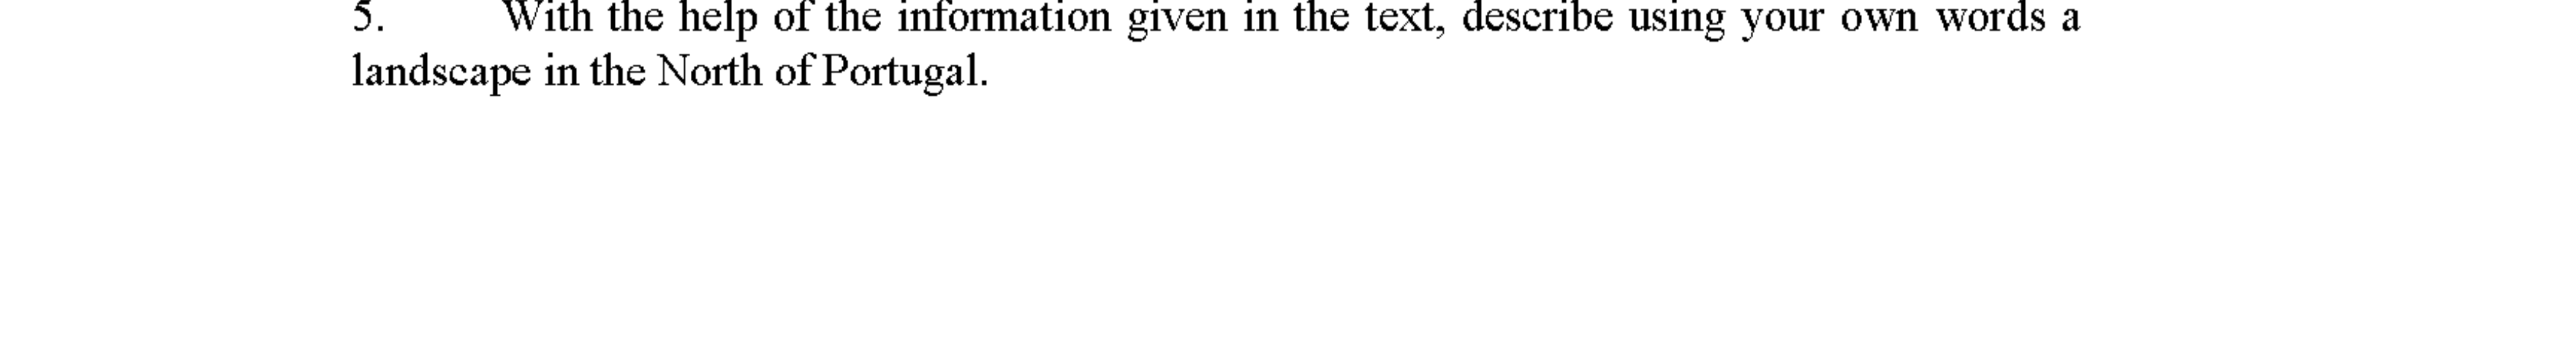 5. With the help of the information given in the text, describe using your own words a
landscape in the North of Portugal.